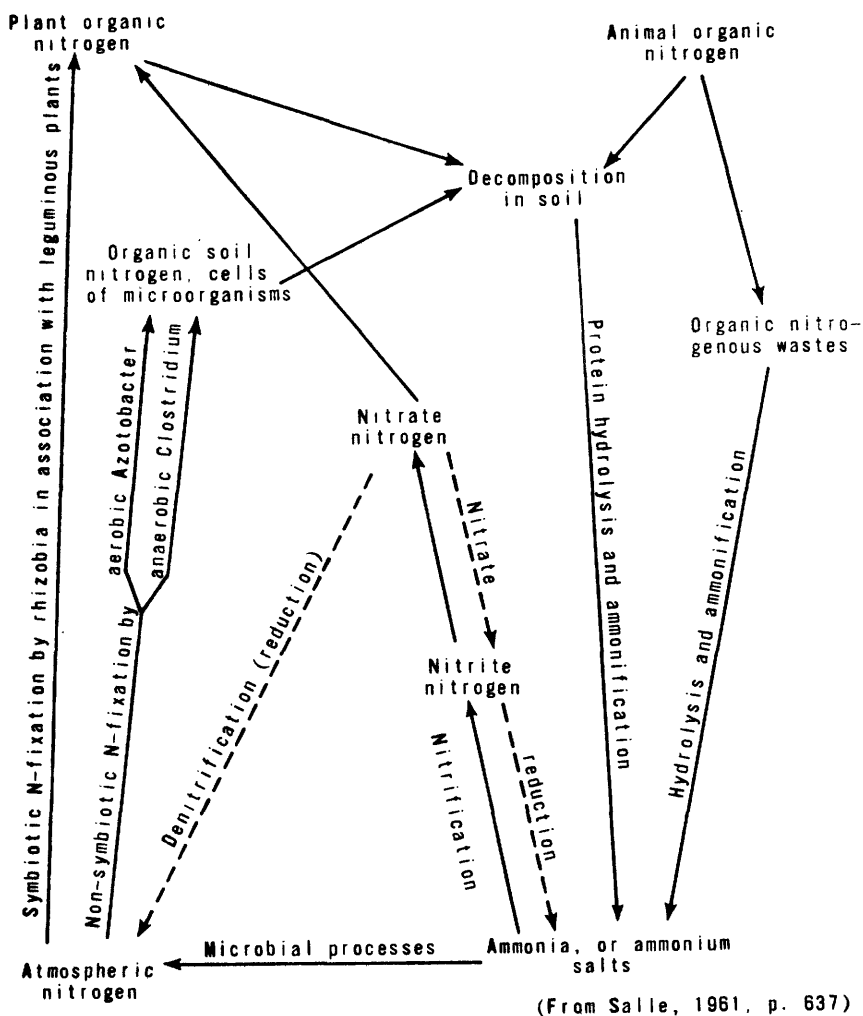 Plant organic
nitrogen
Animal organic
nitrogen
Decomposition
in soil
Organic soil
nitrogen, cells
of microorganisms
Organic nitro-
genous wastes
Nitrate
nitrogen
Nitrite
nitrogen
Symbiotic N-fixation by rhizobia in association with leguminous plants
Non-symbiotic N-fixation by
aerobic Azotobacter
anaerobic Clostridium
Denitrification (reduction)
Nitrate
reduction
Nitrification
Protein hydrolysis and ammonification
Hydrolysis and ammonification
Microbial processes
Atmospheric
nitrogen
Ammonia, or ammonium
salts
(From Salle, 1961, p. 637)